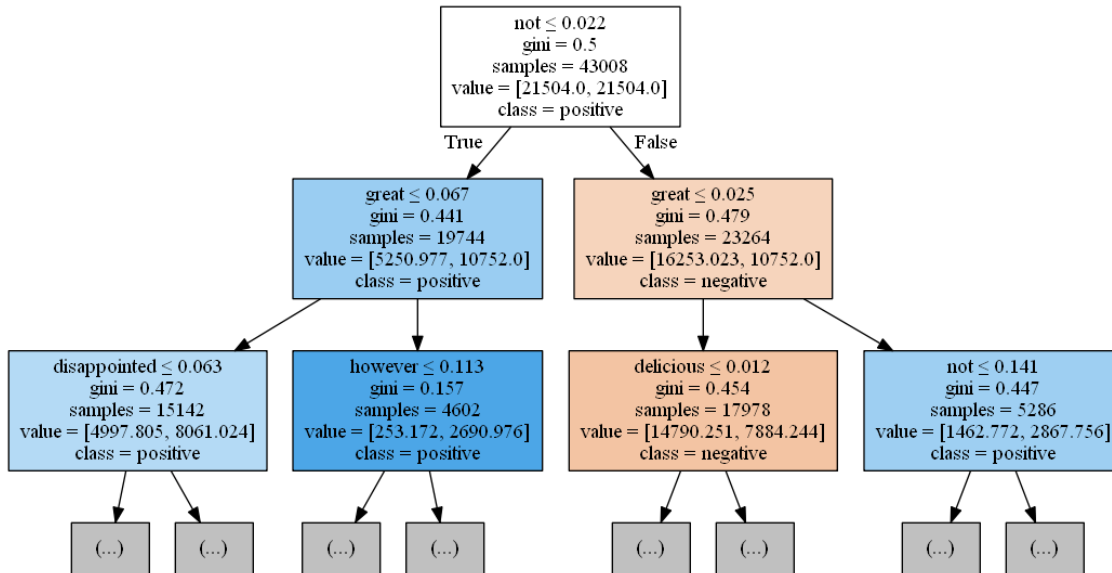 not ≤ 0.022
gini = 0.5
samples = 43008
value = [21504.0, 21504.0]
class = positive
True
False
great ≤ 0.067
gini = 0.441
samples = 19744
value = [5250.977, 10752.0]
class = positive
great ≤ 0.025
gini = 0.479
samples = 23264
value = [16253.023, 10752.0]
class = negative
disappointed ≤ 0.063
gini = 0.472
samples = 15142
value = [4997.805, 8061.024]
class = positive
however ≤ 0.113
gini = 0.157
samples = 4602
value = [253.172, 2690.976]
class = positive
delicious ≤ 0.012
gini = 0.454
samples = 17978
value = [14790.251, 7884.244]
class = negative
not ≤ 0.141
gini = 0.447
samples = 5286
value = [1462.772, 2867.756]
class = positive
(...)
(...)
(...)
(...)
(...)
(...)
(...)
(...)